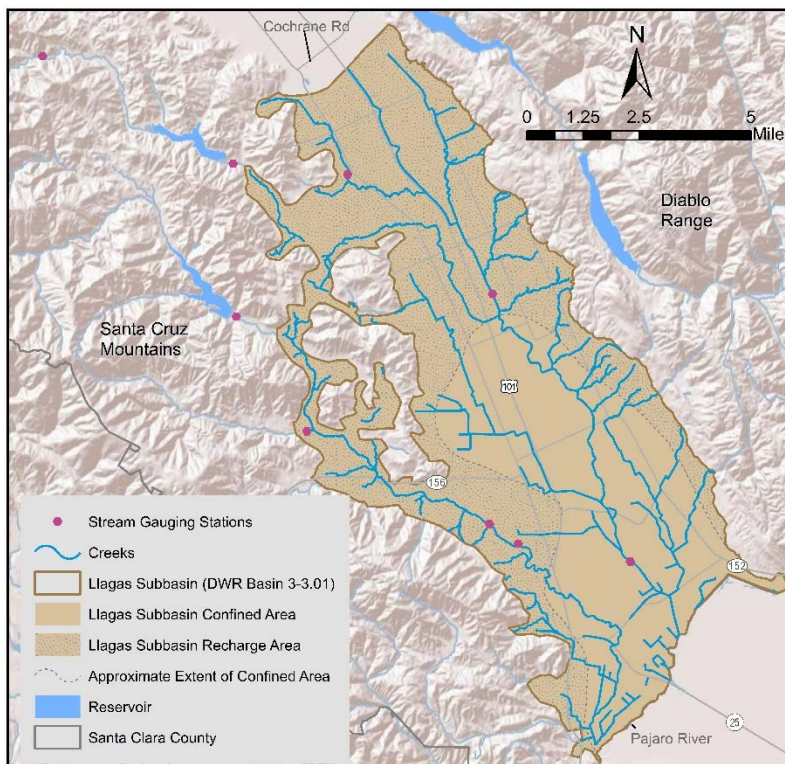 Cochrane Rd
N
0 1.25 2.5 5
Mile
Diablo
Range
Santa Cruz
Mountains
101
156
152
25
Pajaro River
Stream Gauging Stations
Creeks
Llagas Subbasin (DWR Basin 3-3.01)
Llagas Subbasin Confined Area
Llagas Subbasin Recharge Area
Approximate Extent of Confined Area
Reservoir
Santa Clara County